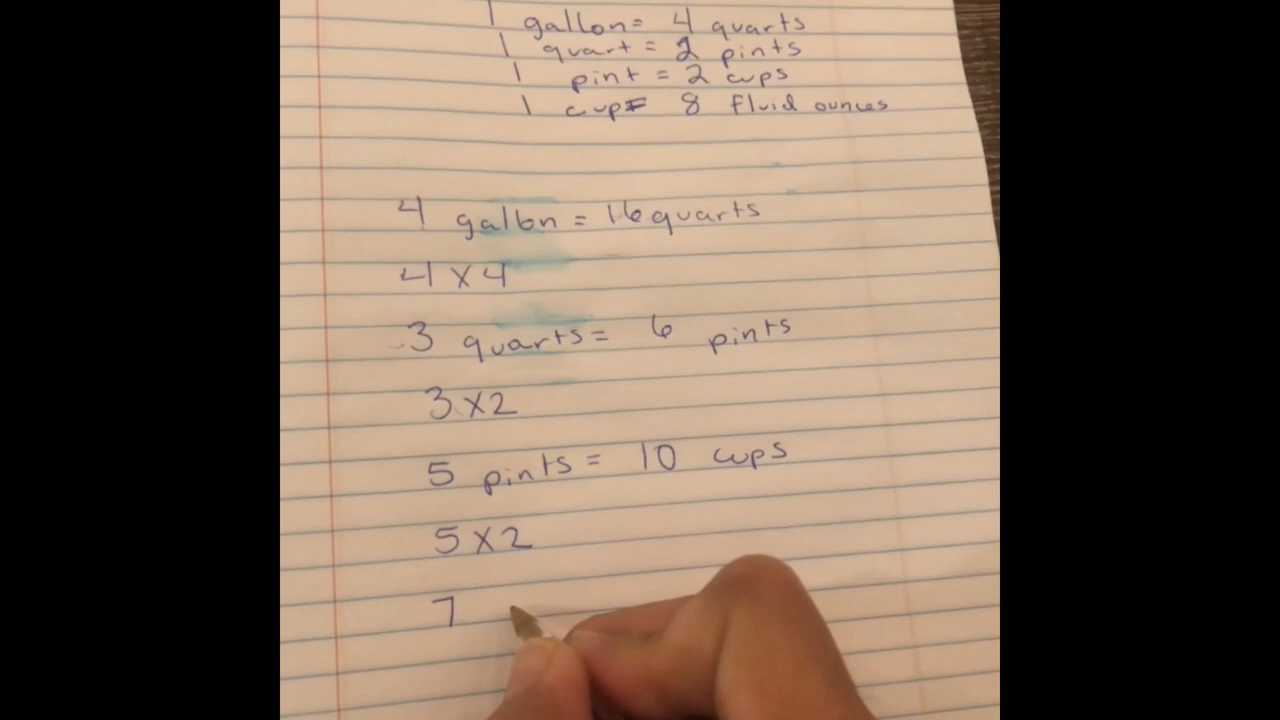 1 gallon= 4 quarts
1 quart = 2 pints
1 pint = 2 cups
1 cup= 8 fluid ounces
4 gallon = 16 quarts
4 x 4
3 quarts = 6 pints
3 x 2
5 pints = 10 cups
5 x 2
7